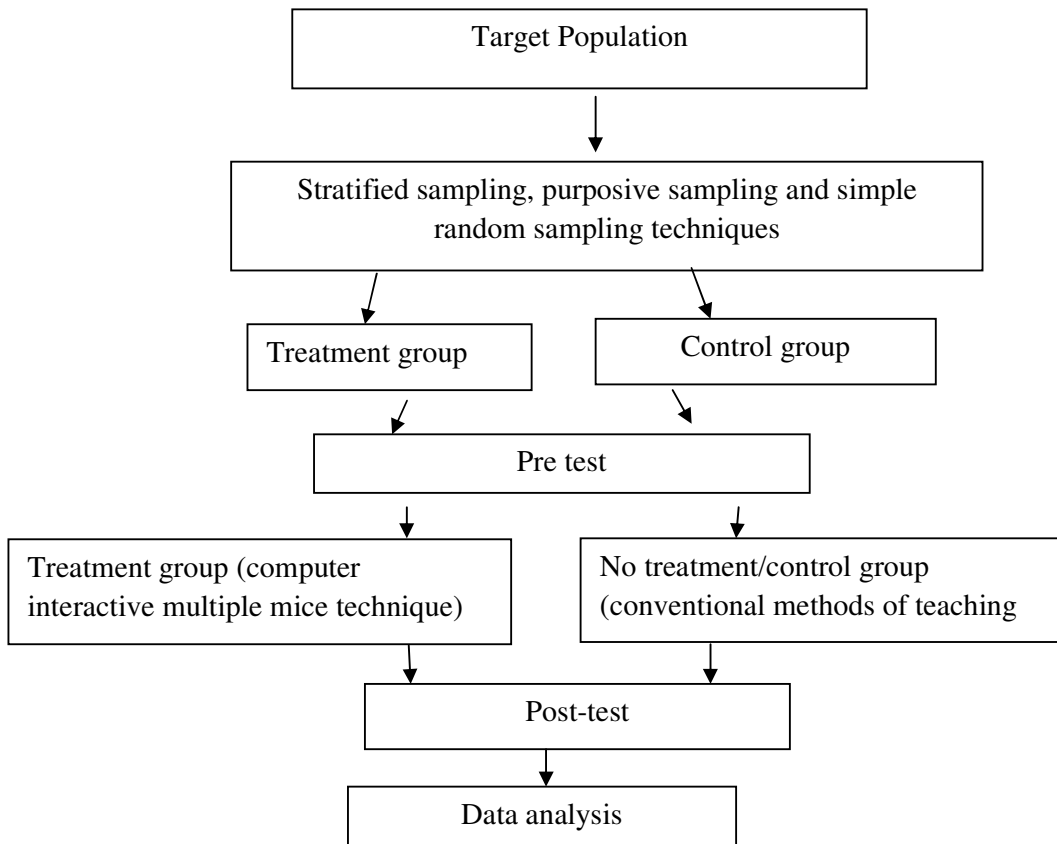 Target Population
Stratified sampling, purposive sampling and simple
random sampling techniques
Treatment group
Control group
Pre test
Treatment group (computer
interactive multiple mice technique)
No treatment/control group
(conventional methods of teaching
Post-test
Data analysis